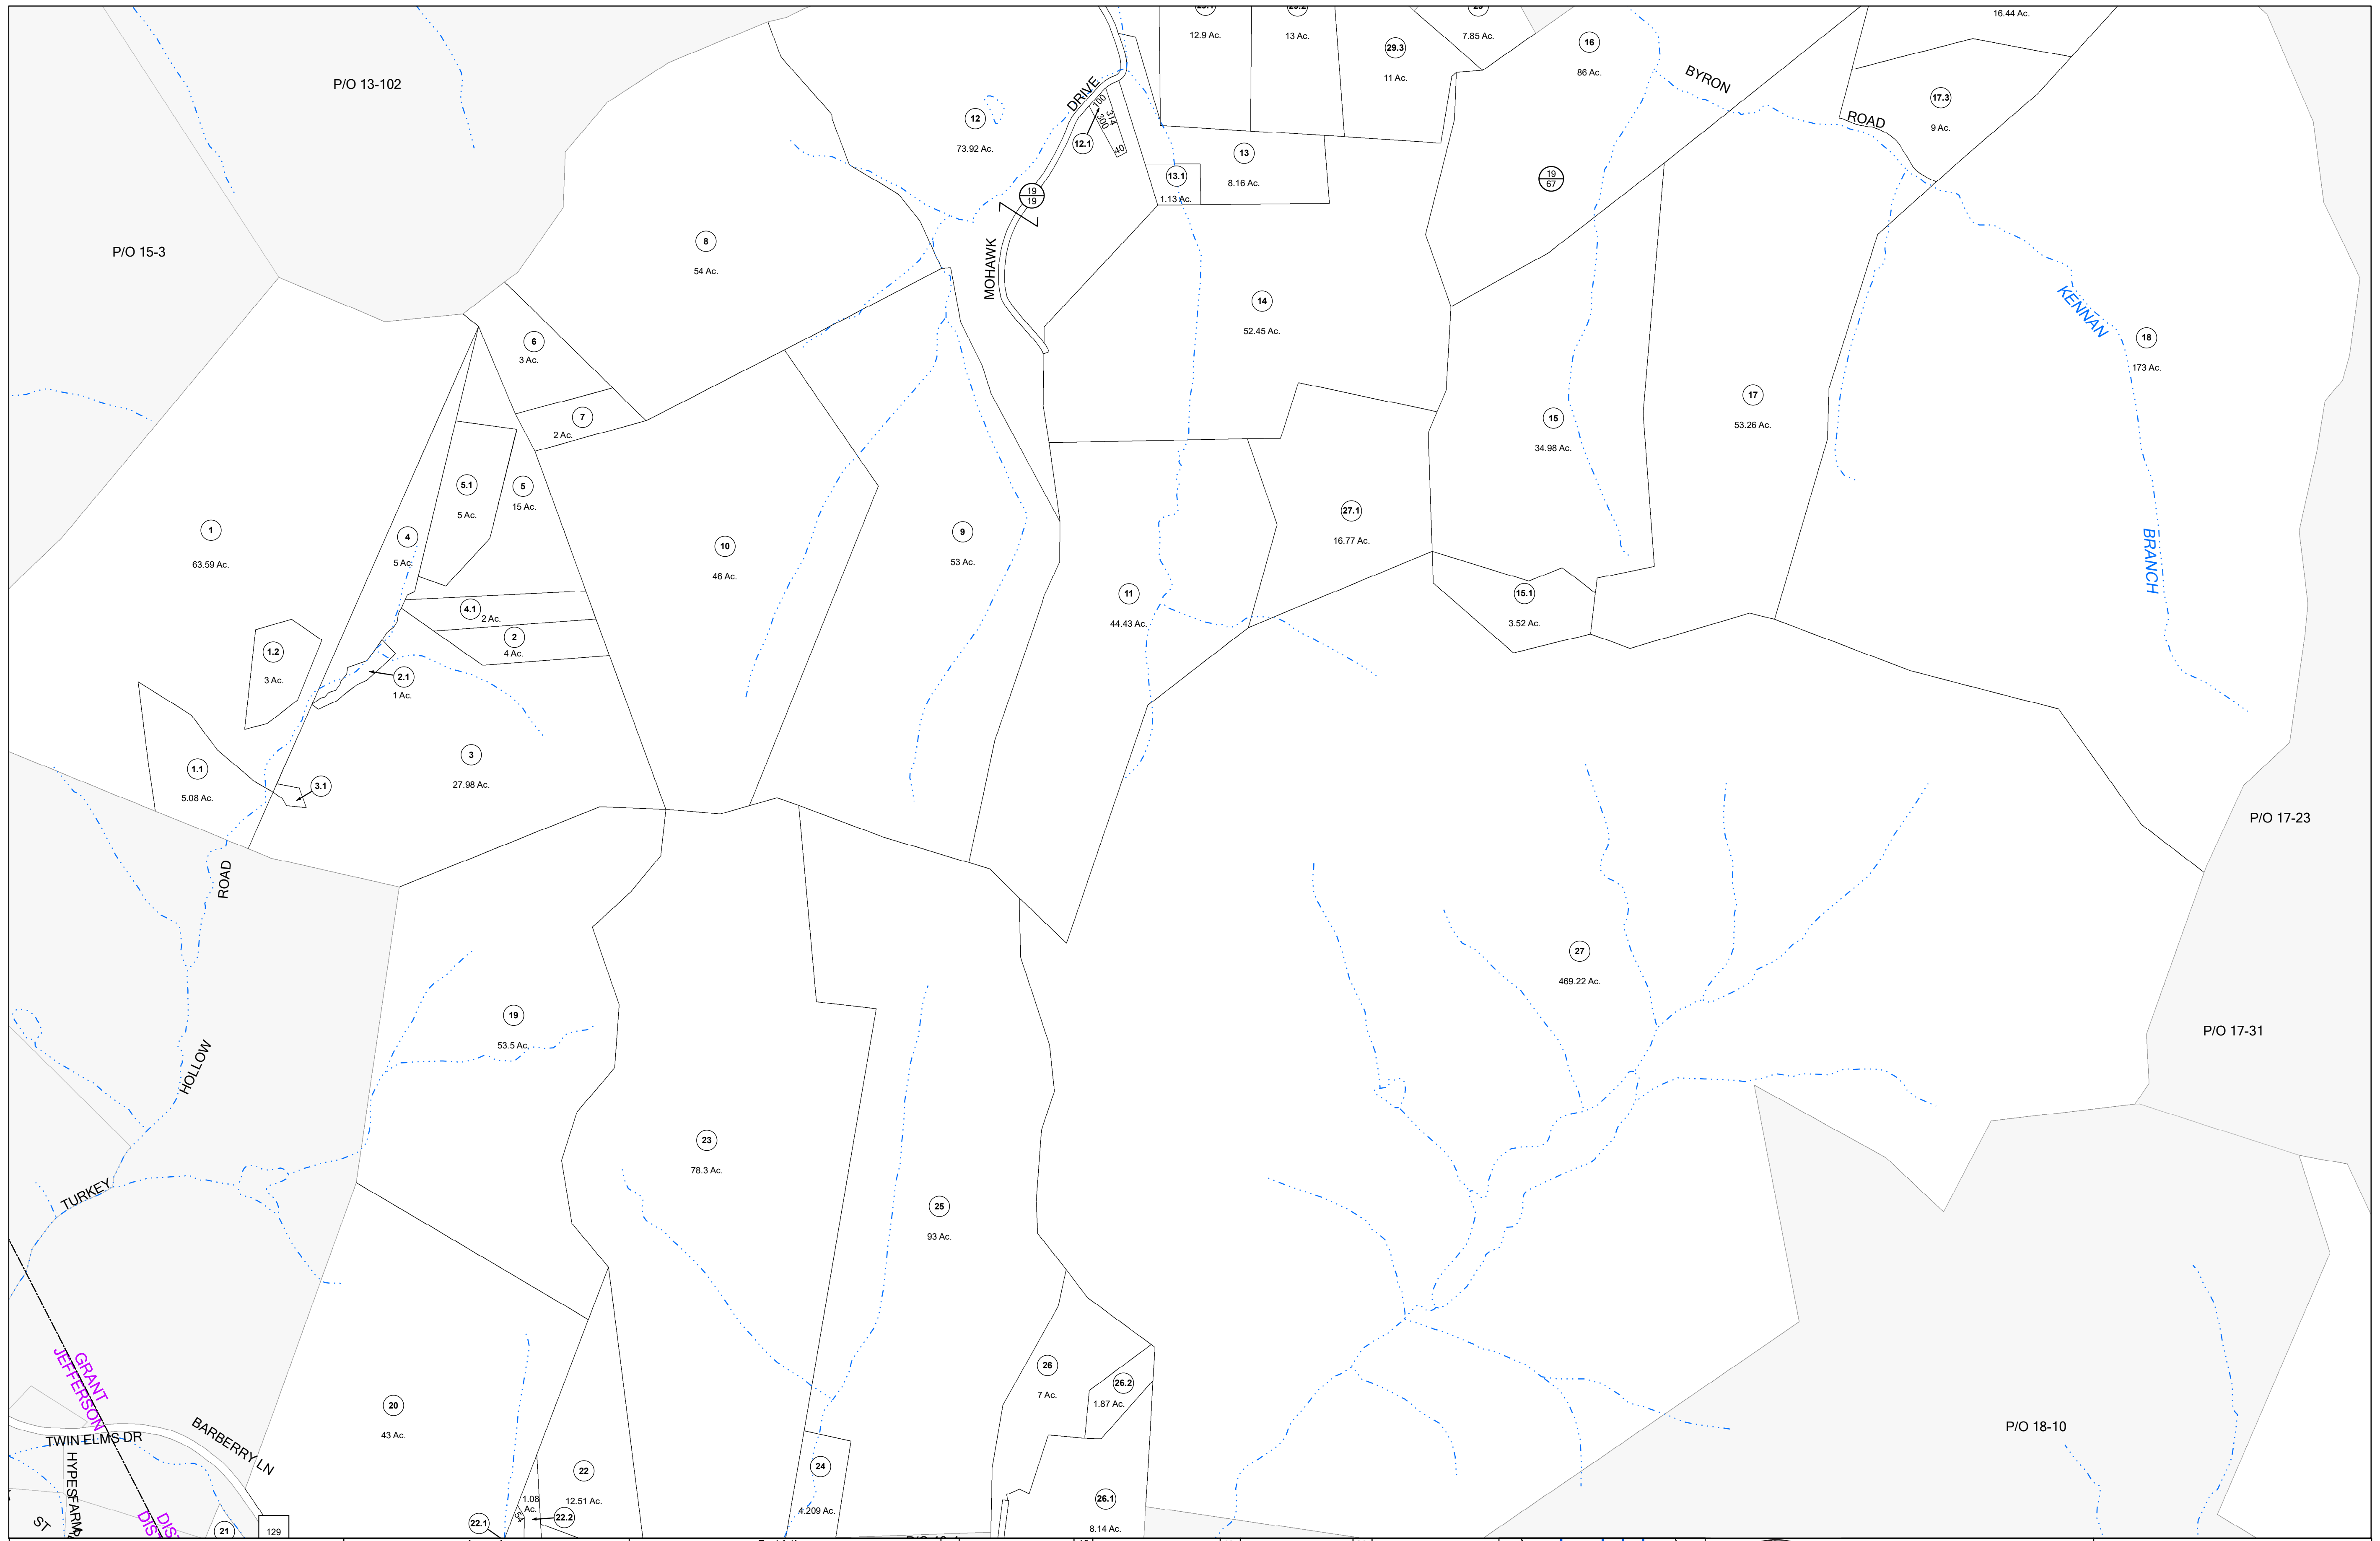 12.9 Ac.
13 Ac.
29.3
11 Ac.
7.85 Ac.
16
86 Ac.
BYRON
ROAD
16.44 Ac.
17.3
9 Ac.
P/O 13-102
P/O 15-3
12
73.92 Ac.
DRIVE
100
314
300
40
12.1
13
8.16 Ac.
13.1
1.13 Ac.
19
19
19
67
MOHAWK
8
54 Ac.
14
52.45 Ac.
KENNAN
BRANCH
18
173 Ac.
6
3 Ac.
7
2 Ac.
17
53.26 Ac.
15
34.98 Ac.
5.1
5 Ac.
5
15 Ac.
27.1
16.77 Ac.
1
63.59 Ac.
4
5 Ac.
10
46 Ac.
9
53 Ac.
11
44.43 Ac.
15.1
3.52 Ac.
4.1
2 Ac.
2
4 Ac.
1.2
3 Ac.
2.1
1 Ac.
3
27.98 Ac.
1.1
5.08 Ac.
3.1
P/O 17-23
ROAD
HOLLOW
TURKEY
27
469.22 Ac.
19
53.5 Ac.
P/O 17-31
23
78.3 Ac.
25
93 Ac.
GRANT
JEFFERSON
26
7 Ac.
26.2
1.87 Ac.
20
43 Ac.
P/O 18-10
BARBERRY LN
TWIN ELMS DR
HYPES FARM
ST
22
12.51 Ac.
24
4.209 Ac.
26.1
8.14 Ac.
1.08
Ac.
54
22.1
22.2
21
129
DIS
DIS